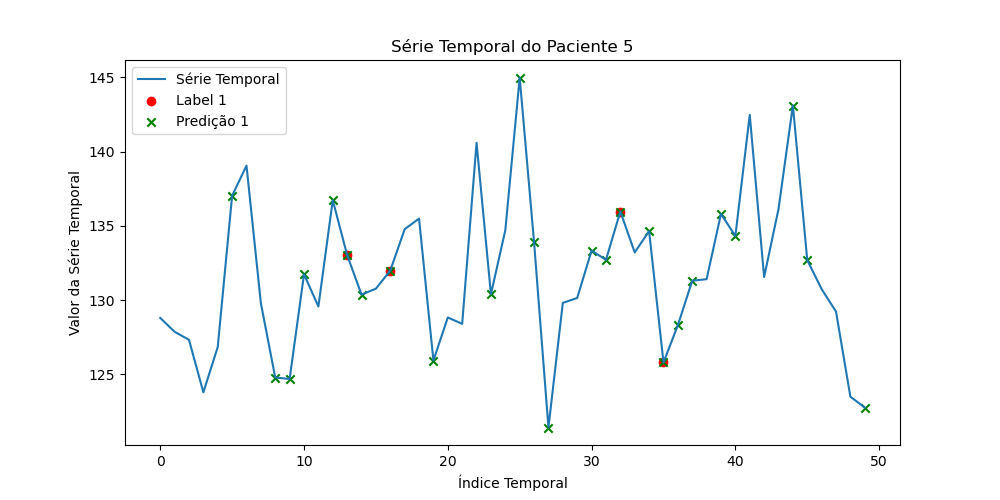 Série Temporal do Paciente 5
Série Temporal
Label 1
Predição 1
Valor da Série Temporal
145
140
135
130
125
0 10 20 30 40 50
Índice Temporal